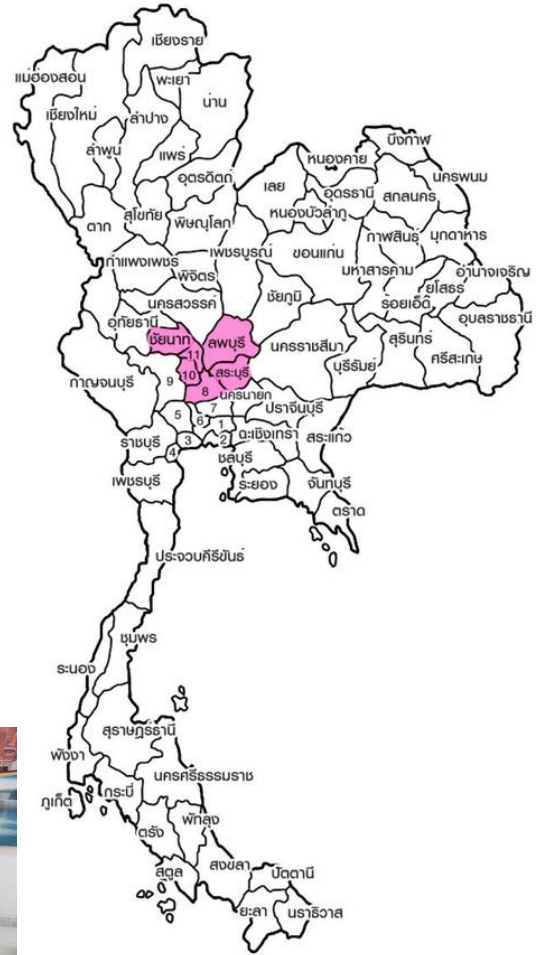 เชียงราย
แม่ฮ่องสอน
พะเยา
น่าน
เชียงใหม่
ลำปาง
ลำพูน
แพร่
อุตรดิตถ์
ตาก
สุโขทัย
พิษณุโลก
เลย
หนองคาย
บึงกาฬ
นครพนม
อุดรธานี
สกลนคร
หนองบัวลำภู
กำแพงเพชร
เพชรบูรณ์
ขอนแก่น
กาฬสินธุ์
มุกดาหาร
พิจิตร
มหาสารคาม
อำนาจเจริญ
นครสวรรค์
ชัยภูมิ
ยโสธร
ร้อยเอ็ด
อุทัยธานี
อุบลราชธานี
ชัยนาท
ลพบุรี
นครราชสีมา
สุรินทร์
11
ศรีสะเกษ
บุรีรัมย์
สระบุรี
กาญจนบุรี
9
10
8
นครนายก
5
7
ปราจีนบุรี
6
1
ฉะเชิงเทรา
สระแก้ว
ราชบุรี
3
2
4
ชลบุรี
เพชรบุรี
ระยอง
จันทบุรี
ตราด
ประจวบคีรีขันธ์
ชุมพร
ระนอง
สุราษฎร์ธานี
พังงา
นครศรีธรรมราช
ภูเก็ต
กระบี่
ตรัง
พัทลุง
สตูล
สงขลา
ปัตตานี
ยะลา
นราธิวาส